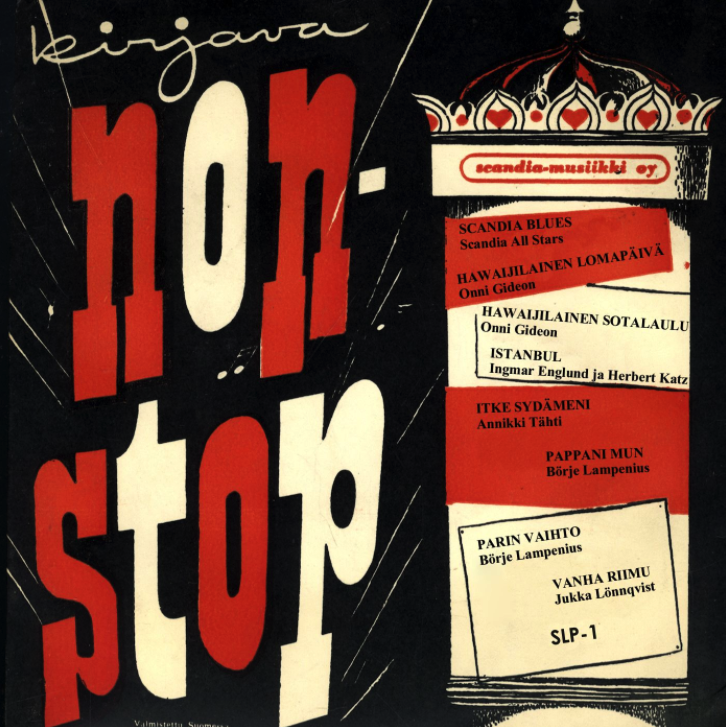 kirjava
non-
stop
scandia-musiikki oy
SCANDIA BLUES
Scandia All Stars
HAWAIJILAINEN LOMAPÄIVÄ
Onni Gideon
HAWAIJILAINEN SOTALAULU
Onni Gideon
ISTANBUL
Ingmar Englund ja Herbert Katz
ITKE SYDÄMENI
Annikki Tähti
PAPPANI MUN
Börje Lampenius
PARIN VAIHTO
Börje Lampenius
VANHA RIIMU
Jukka Lönnqvist
SLP-1
Valmistettu Suomessa